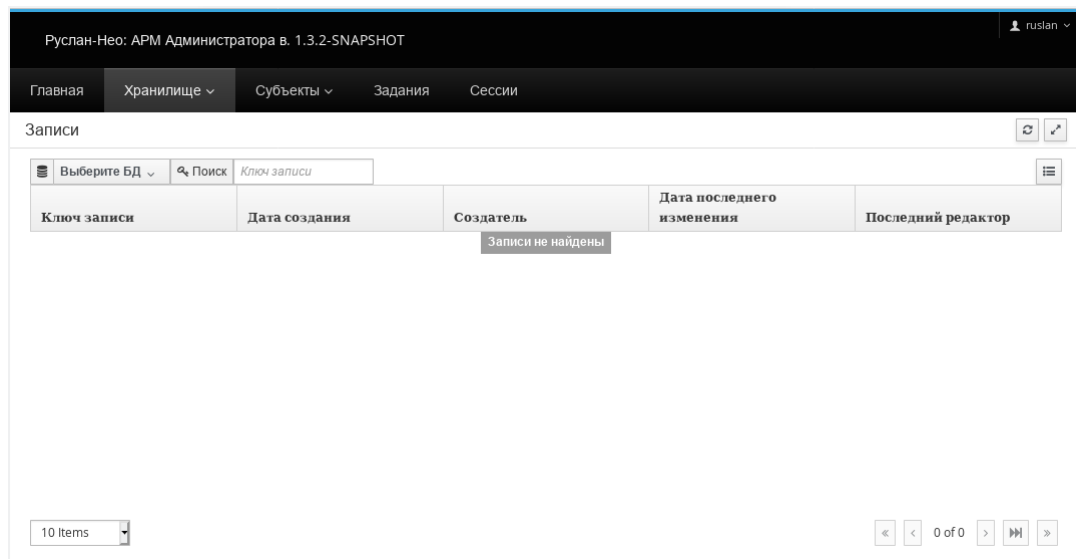 Руслан-Нео: АРМ Администратора в. 1.3.2-SNAPSHOT
ruslan
Главная Хранилище Субъекты Задания Сессии
Записи
Выберите БД Поиск Ключ записи
Ключ записи Дата создания Создатель Дата последнего изменения Последний редактор
Записи не найдены
10 Items 0 of 0